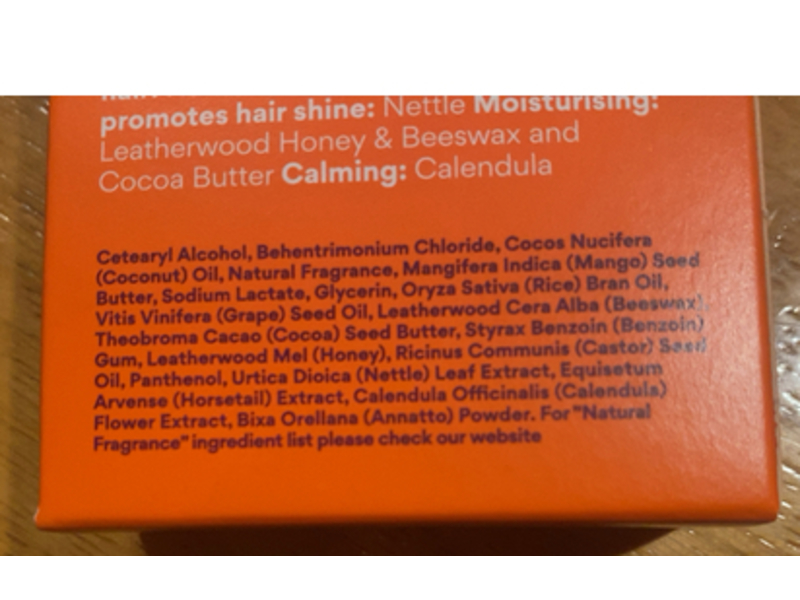 promotes hair shine: Nettle Moisturising:
Leatherwood Honey & Beeswax and
Cocoa Butter Calming: Calendula
Cetearyl Alcohol, Behentrimonium Chloride, Cocos Nucifera
(Coconut) Oil, Natural Fragrance, Mangifera Indica (Mango) Seed
Butter, Sodium Lactate, Glycerin, Oryza Sativa (Rice) Bran Oil,
Vitis Vinifera (Grape) Seed Oil, Leatherwood Cera Alba (Beeswax),
Theobroma Cacao (Cocoa) Seed Butter, Styrax Benzoin (Benzoin)
Gum, Leatherwood Mel (Honey), Ricinus Communis (Castor) Seed
Oil, Panthenol, Urtica Dioica (Nettle) Leaf Extract, Equisetum
Arvense (Horsetail) Extract, Calendula Officinalis (Calendula)
Flower Extract, Bixa Orellana (Annatto) Powder. For "Natural
Fragrance" ingredient list please check our website